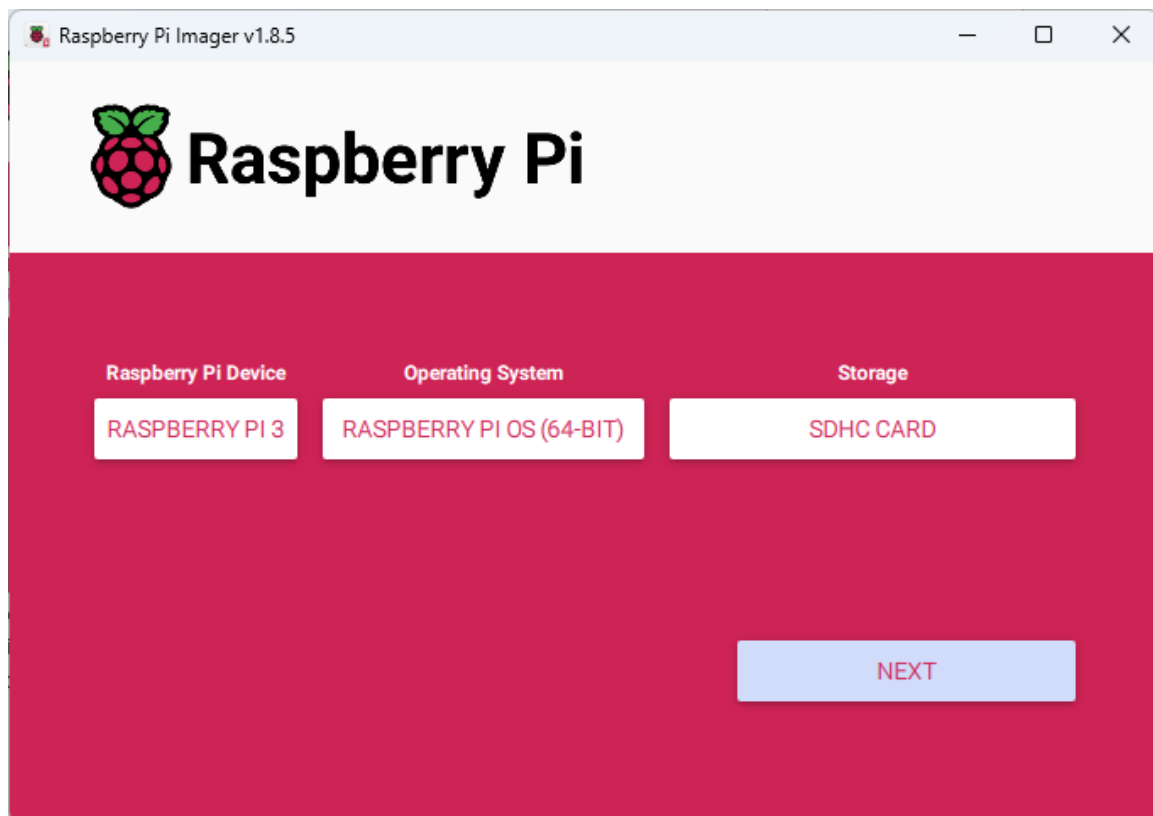 Raspberry Pi Imager v1.8.5
Raspberry Pi
Raspberry Pi Device
Operating System
Storage
RASPBERRY PI 3
RASPBERRY PI OS (64-BIT)
SDHC CARD
NEXT